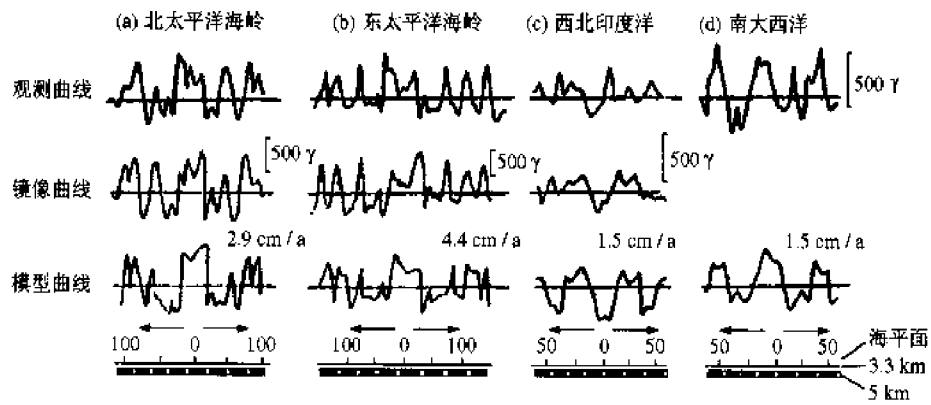 (a) 北太平洋海岭 (b) 东太平洋海岭 (c) 西北印度洋 (d) 南大西洋
观测曲线
500 γ
500 γ
500 γ
500 γ
镜像曲线
2.9 cm / a 4.4 cm / a 1.5 cm / a 1.5 cm / a
模型曲线
100 0 100 100 0 100 50 0 50 50 0 50
海平面
3.3 km
5 km